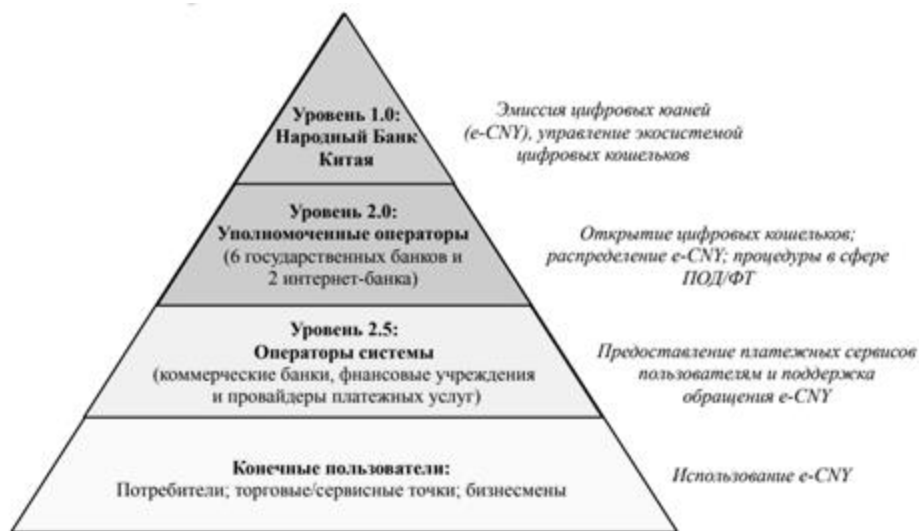 Уровень 1.0:
Народный Банк
Китая
Эмиссия цифровых юаней
(e-CNY), управление экосистемой
цифровых кошельков
Уровень 2.0:
Уполномоченные операторы
(6 государственных банков и
2 интернет-банка)
Открытие цифровых кошельков;
распределение e-CNY; процедуры в сфере
ПОД/ФТ
Уровень 2.5:
Операторы системы
(коммерческие банки, фнансовые учреждения
и провайдеры платежных услуг)
Предоставление платежных сервисов
пользователям и поддержка
обращения e-CNY
Конечные пользователи:
Потребители; торговые/сервисные точки; бизнесмены
Использование e-CNY